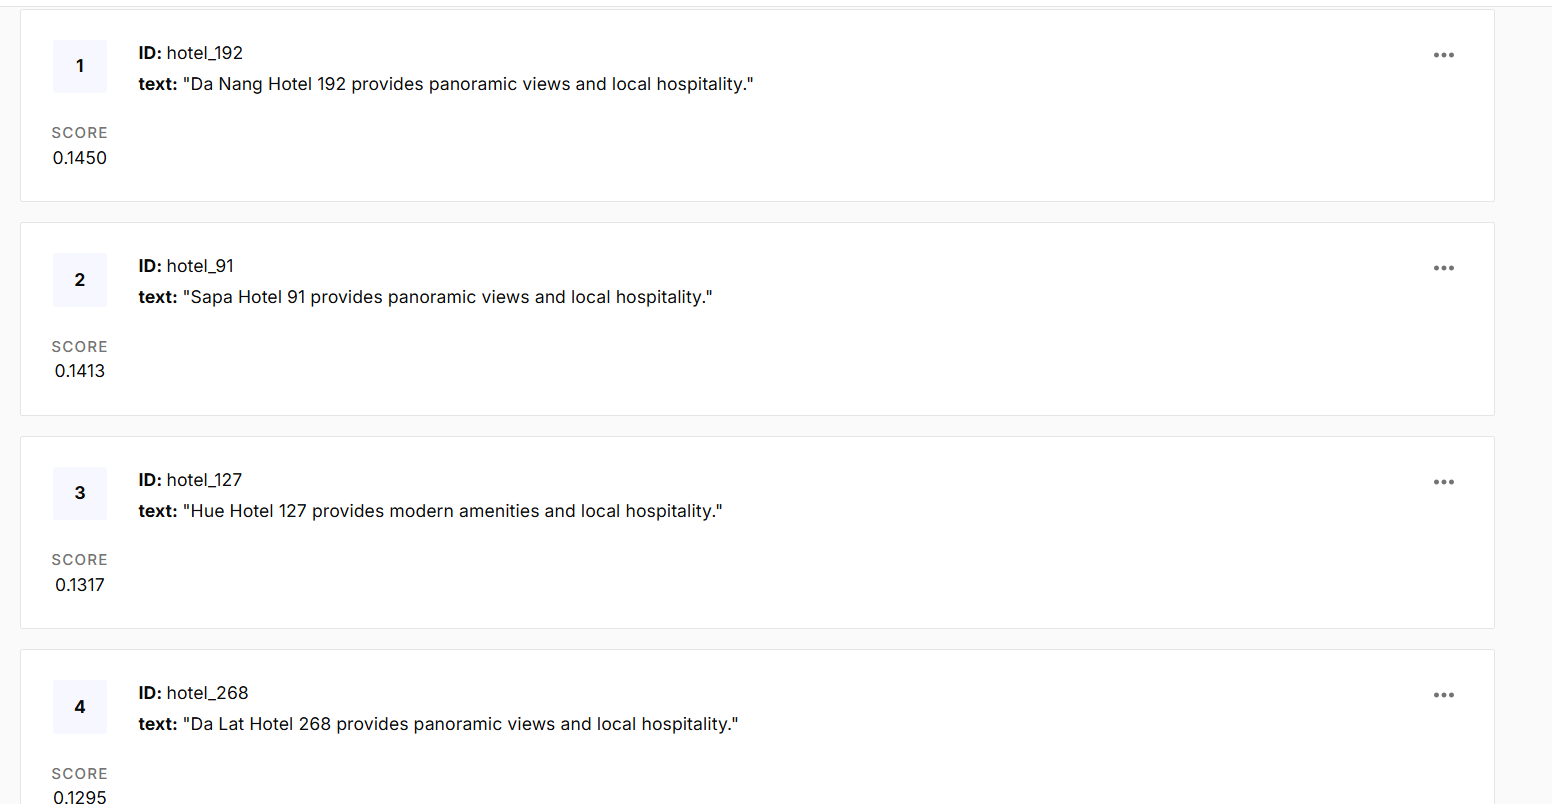 1
ID: hotel_192
text: "Da Nang Hotel 192 provides panoramic views and local hospitality."
SCORE
0.1450
2
ID: hotel_91
text: "Sapa Hotel 91 provides panoramic views and local hospitality."
SCORE
0.1413
3
ID: hotel_127
text: "Hue Hotel 127 provides modern amenities and local hospitality."
SCORE
0.1317
4
ID: hotel_268
text: "Da Lat Hotel 268 provides panoramic views and local hospitality."
SCORE
0.1295